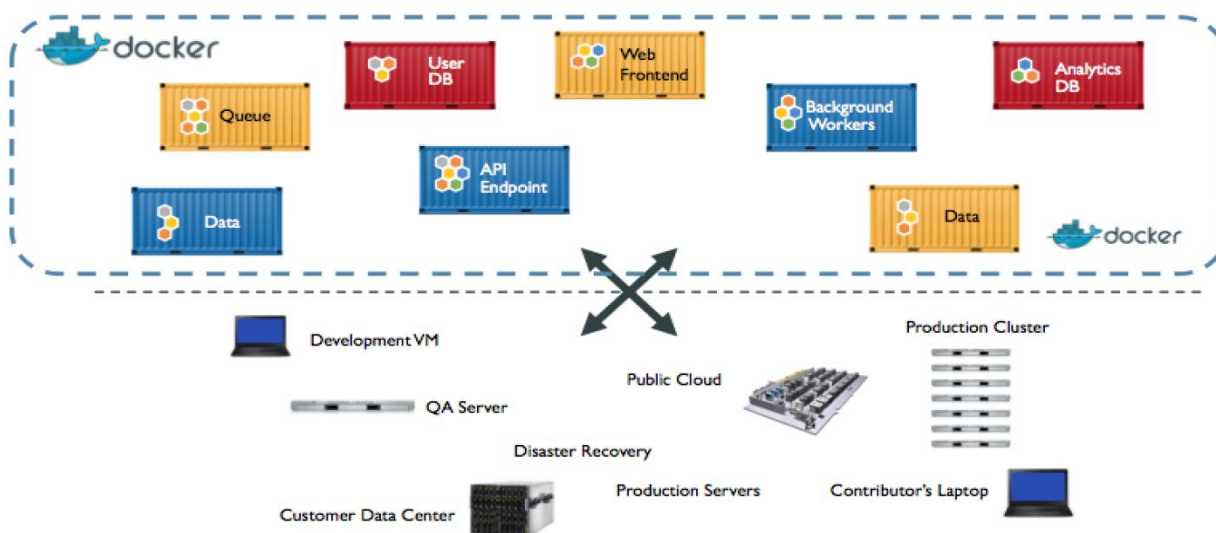 docker
User
DB
Web
Frontend
Analytics
DB
Queue
Background
Workers
API
Endpoint
Data
Data
docker
Development VM
Production Cluster
Public Cloud
QA Server
Disaster Recovery
Production Servers
Contributor's Laptop
Customer Data Center